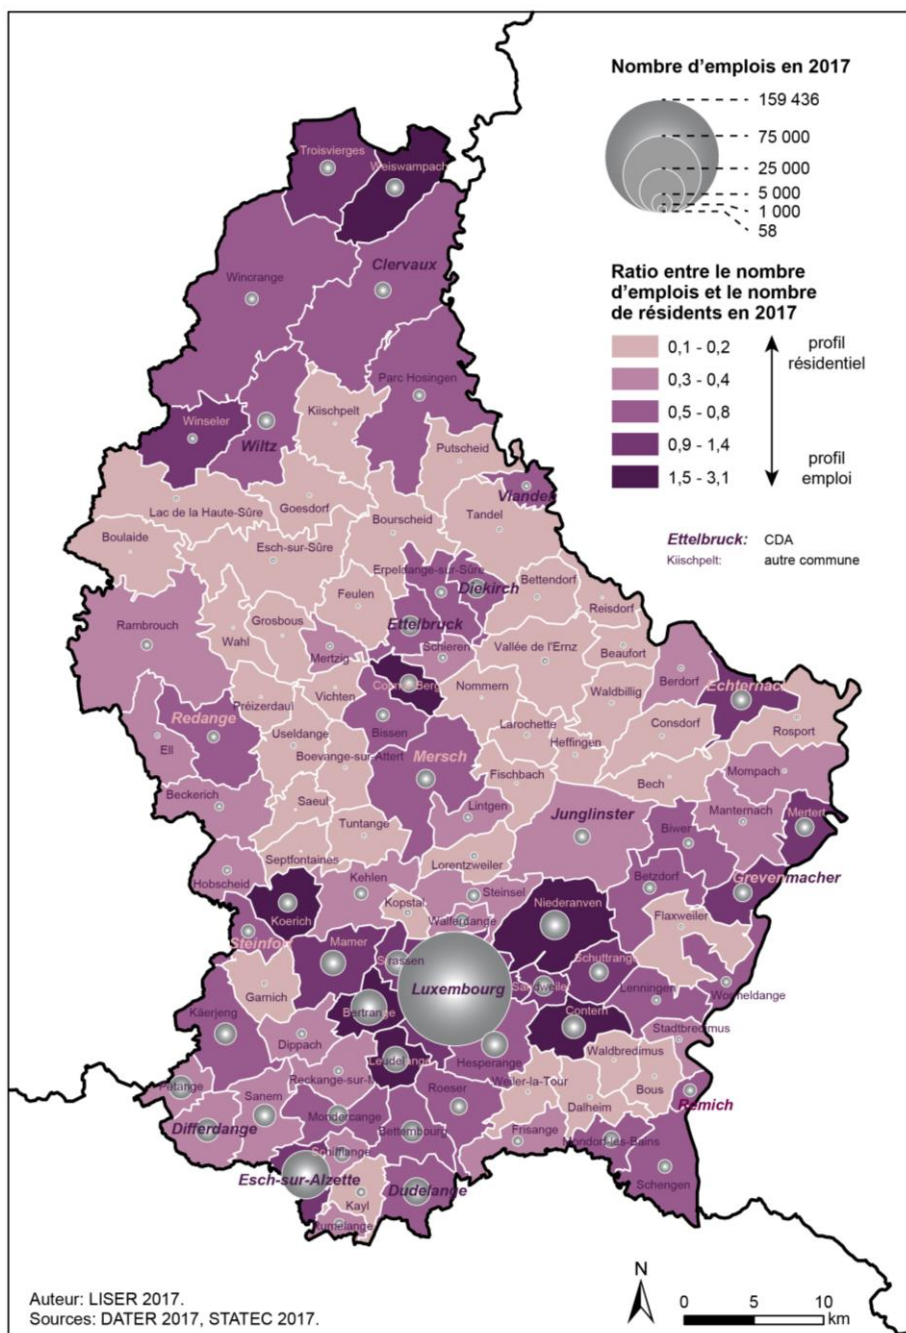 Nombre d'emplois en 2017
159 436
75 000
25 000
5 000
1 000
58
Ratio entre le nombre
d'emplois et le nombre
de résidents en 2017
0,1 - 0,2
0,3 - 0,4
0,5 - 0,8
0,9 - 1,4
1,5 - 3,1
profil
résidentiel
profil
emploi
Ettelbruck: CDA
Kiischpelt: autre commune
Troisvierges
Weiswampach
Clervaux
Wincrange
Parc Hosingen
Kiischpelt
Winseler
Wiltz
Putscheid
Vianden
Lac de la Haute-Sûre
Goesdorf
Bourscheid
Tandel
Boulaide
Esch-sur-Sûre
Erpeldange-sur-Sûre
Diekirch
Bettendorf
Feulen
Reisdorf
Rambrouch
Wahl
Grosbous
Ettelbruck
Mertzig
Schieren
Vallée de l'Ernz
Beaufort
Berdorf
Echternach
Préizerdaul
Vichten
Nommern
Waldbillig
Redange
Useldange
Bissen
Larochette
Consdorf
Rosport
Ell
Boevange-sur-Attert
Mersch
Heffingen
Fischbach
Bech
Mompach
Beckerich
Saeul
Lintgen
Junglinster
Manternach
Mertert
Tuntange
Biwer
Septfontaines
Lorentzweiler
Hobscheid
Kehlen
Steinsel
Betzdorf
Grevenmacher
Koerich
Kopstal
Walferdange
Niederanven
Flaxweiler
Steinfort
Mamer
Strassen
Schuttrange
Garnich
Luxembourg
Sandweiler
Lenningen
Wormeldange
Käerjeng
Bertrange
Contern
Stadtbredimus
Dippach
Leudelange
Hesperange
Waldbredimus
Pétange
Reckange-sur-M
Weiler-la-Tour
Bous
Remich
Sanem
Roeser
Dalheim
Differdange
Mondercange
Bettembourg
Frisange
Mondorf-les-Bains
Schifflange
Esch-sur-Alzette
Dudelange
Schengen
Kayl
Rumelange
N
0 5 10
km
Auteur: LISER 2017.
Sources: DATER 2017, STATEC 2017.